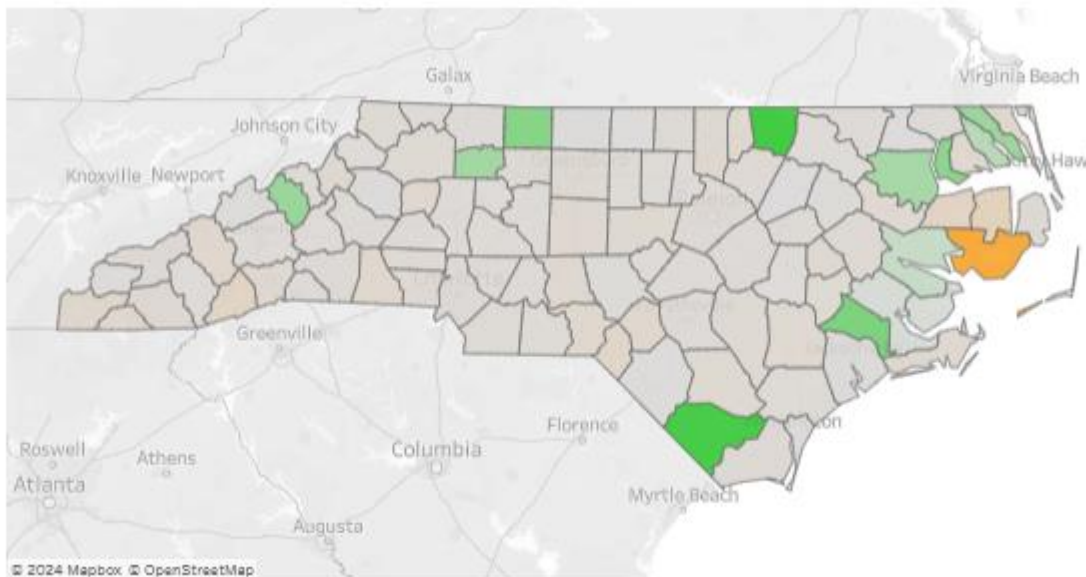 Galax
Virginia Beach
Johnson City
Knoxville
Newport
Greenville
Florence
Roswell
Athens
Columbia
Atlanta
Myrtle Beach
Augusta
© 2024 Mapbox © OpenStreetMap